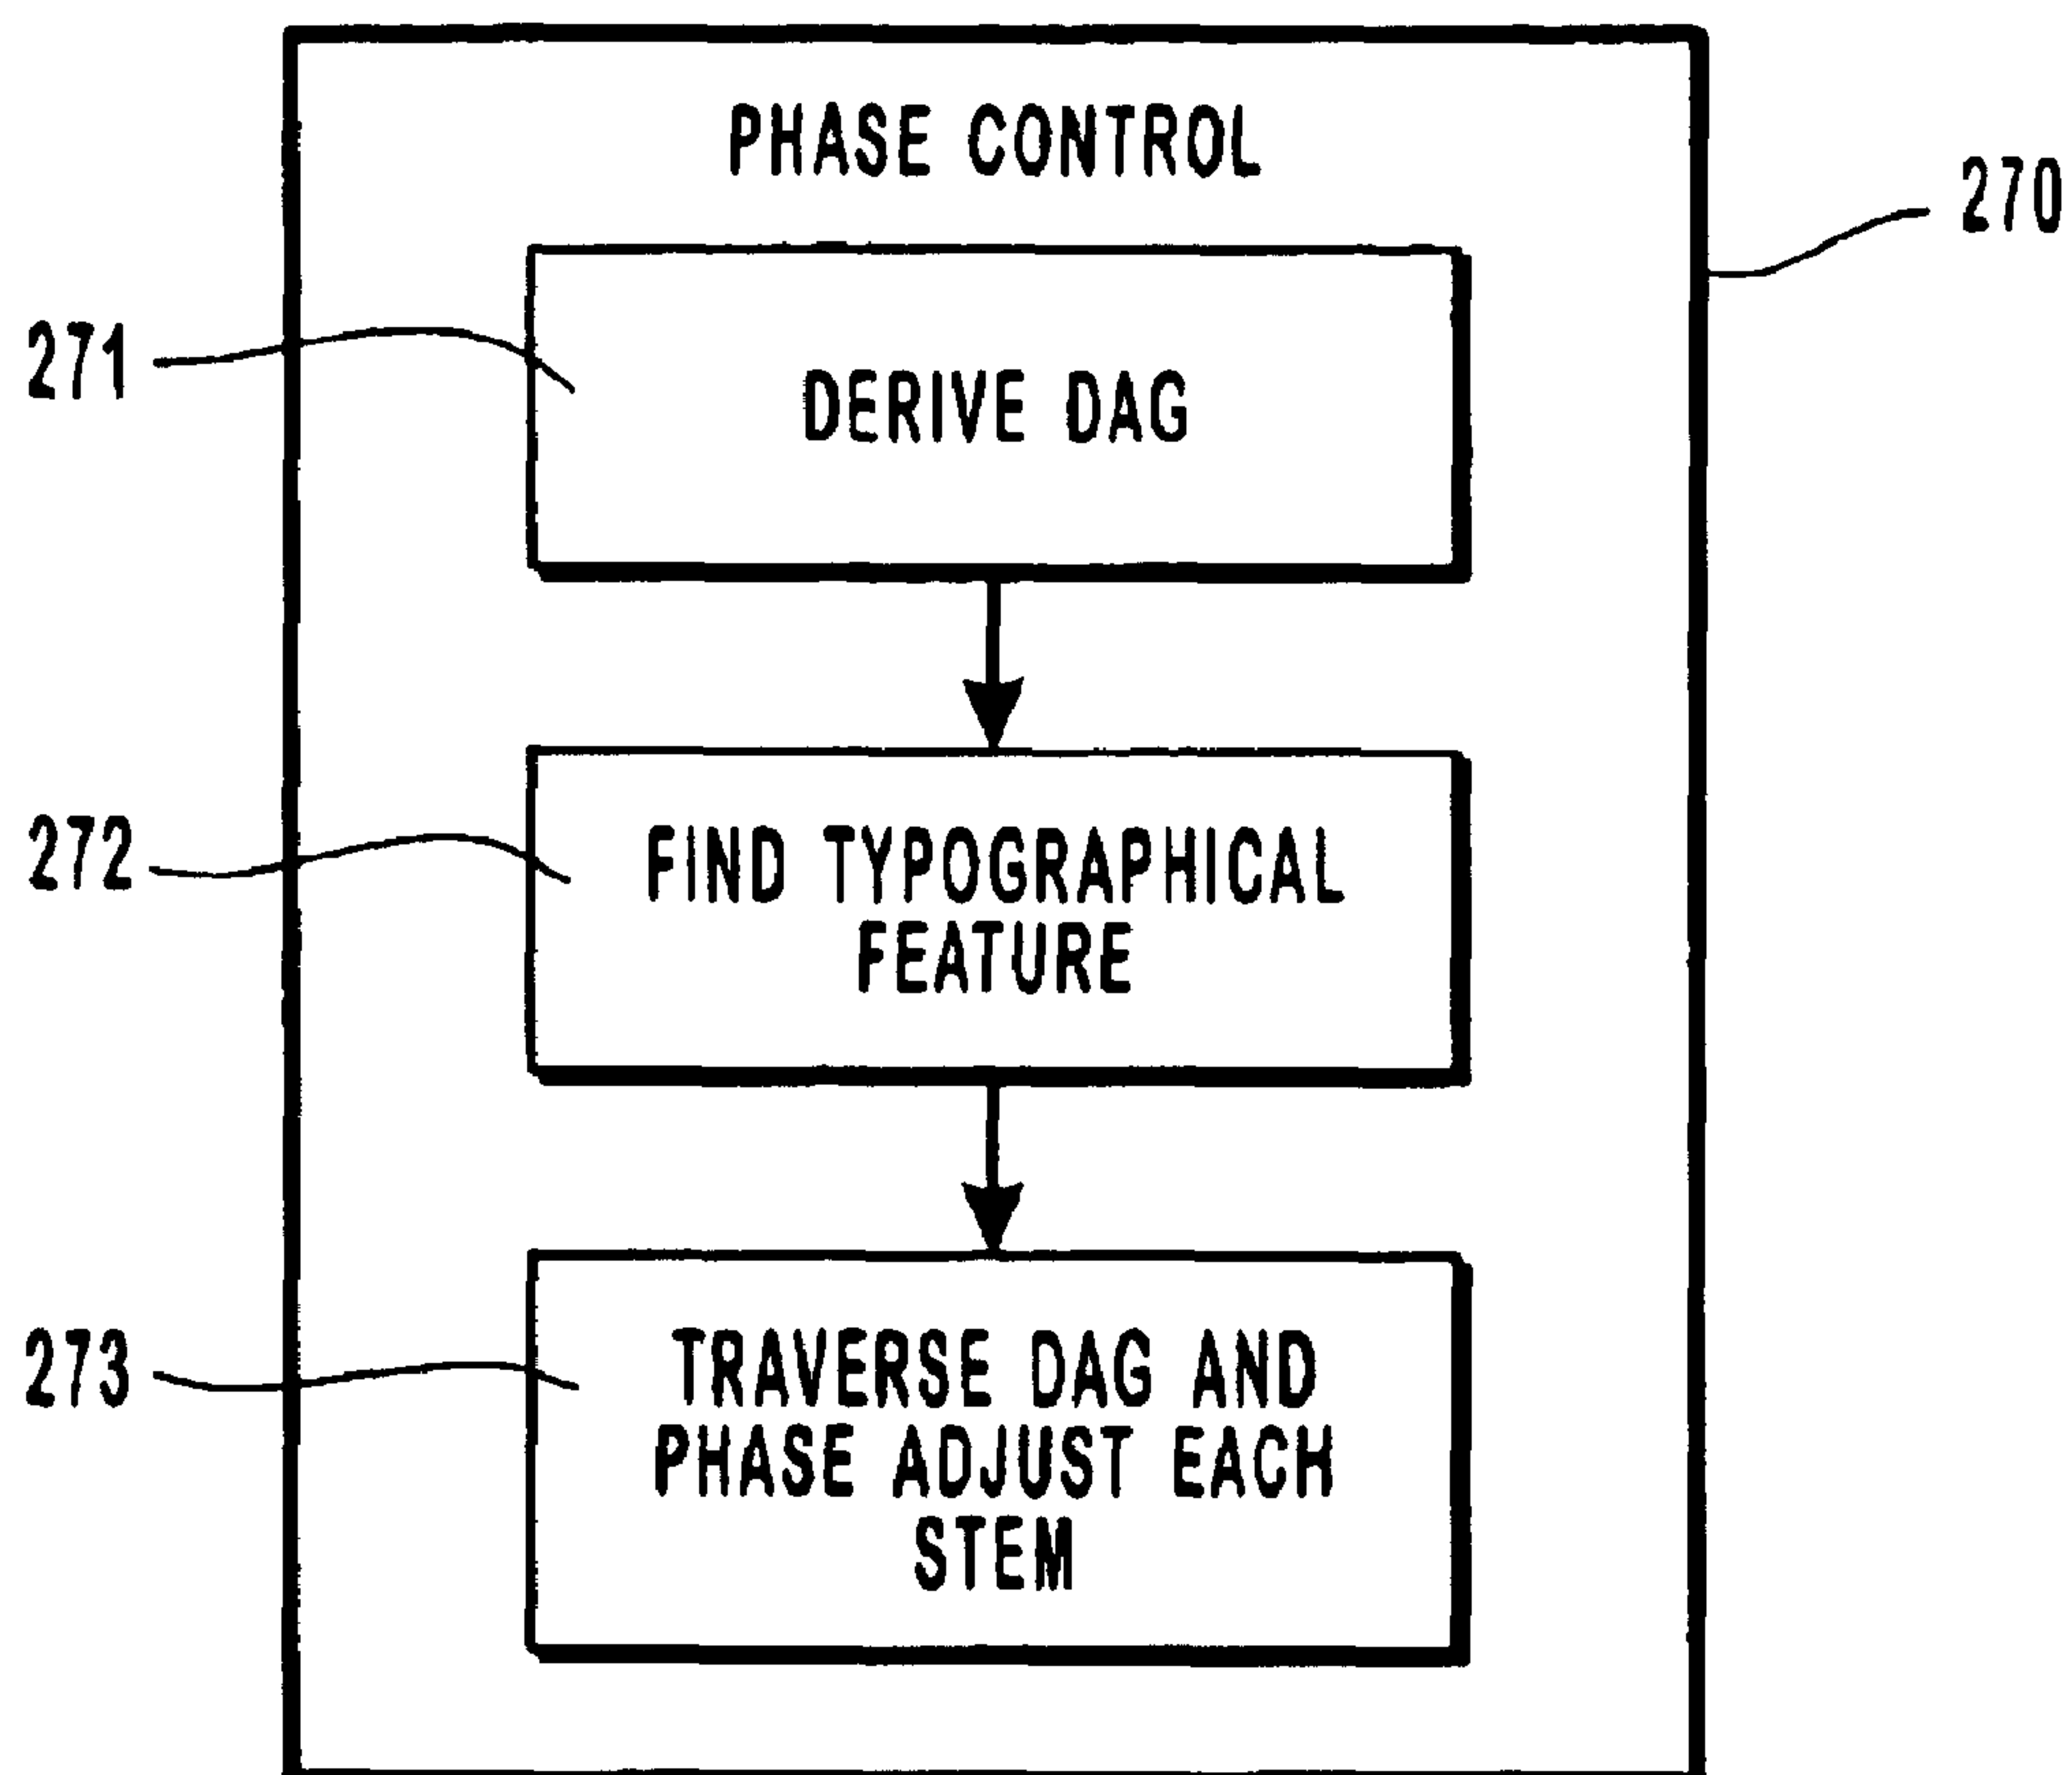 PHASE CONTROL
270
271
DERIVE DAG
272
FIND TYPOGRAPHICAL
FEATURE
273
TRAVERSE DAG AND
PHASE ADJUST EACH
STEM